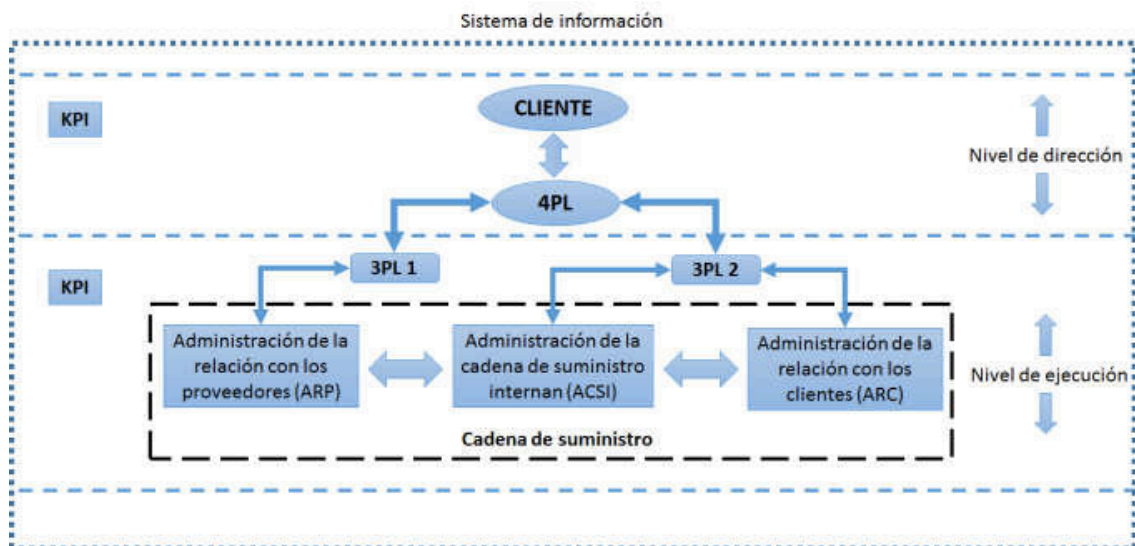 Sistema de información
KPI
CLIENTE
Nivel de dirección
4PL
KPI
3PL 1
3PL 2
Administración de la
relación con los
proveedores (ARP)
Administración de la
cadena de suministro
internan (ACSI)
Administración de la
relación con los
clientes (ARC)
Nivel de ejecución
Cadena de suministro